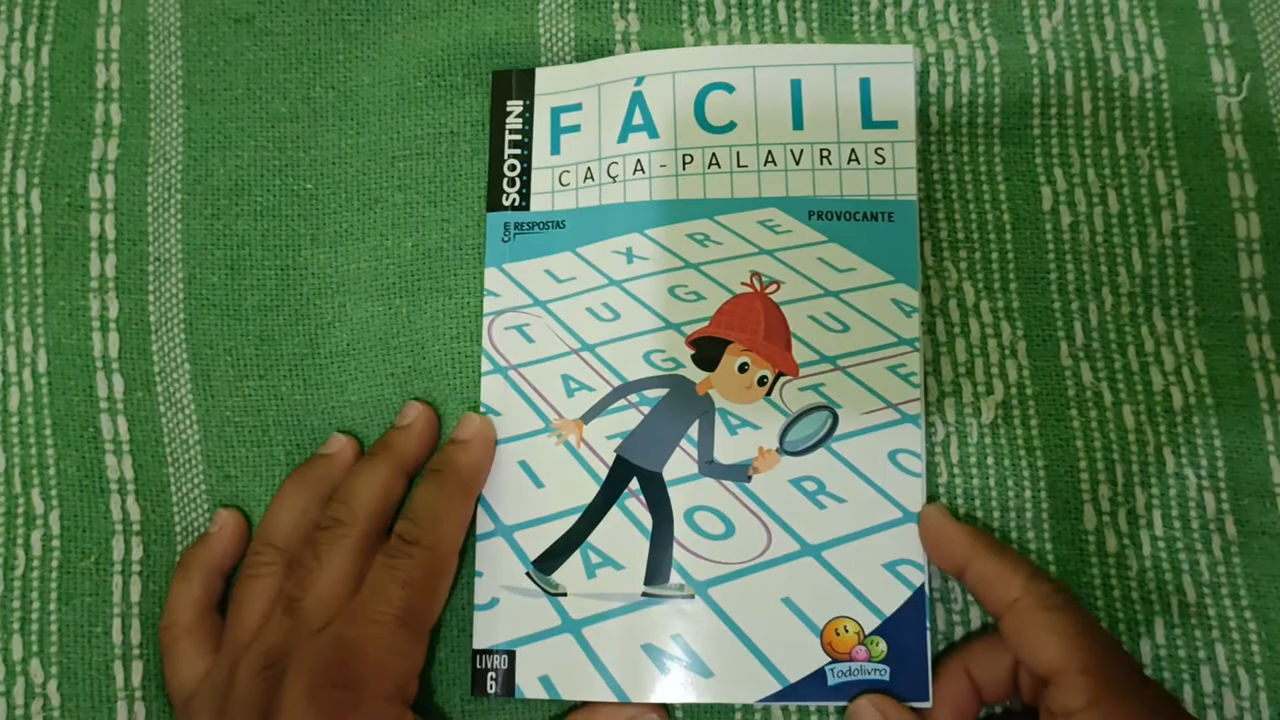 SCOTTINI
FÁCIL
CAÇA-PALAVRAS
Com RESPOSTAS
PROVOCANTE
L X R E
T U G A L
A G U A
A T E
I A T E
A O R O
C N I D
LIVRO
6
Todolivro